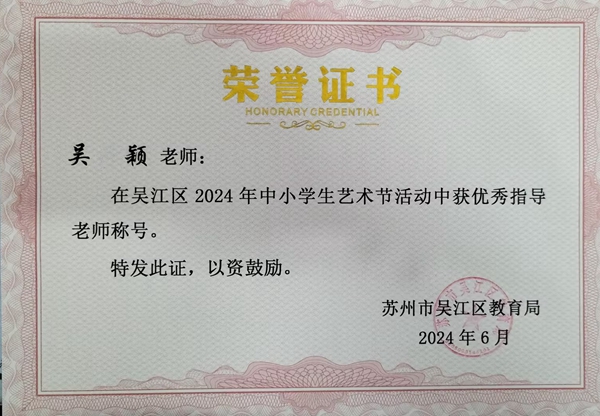 荣誉证书
HONORARY CREDENTIAL
吴 颖 老师：
在吴江区 2024 年中小学生艺术节活动中获优秀指导
老师称号。
特发此证，以资鼓励。
苏州市吴江区教育局
2024 年 6 月